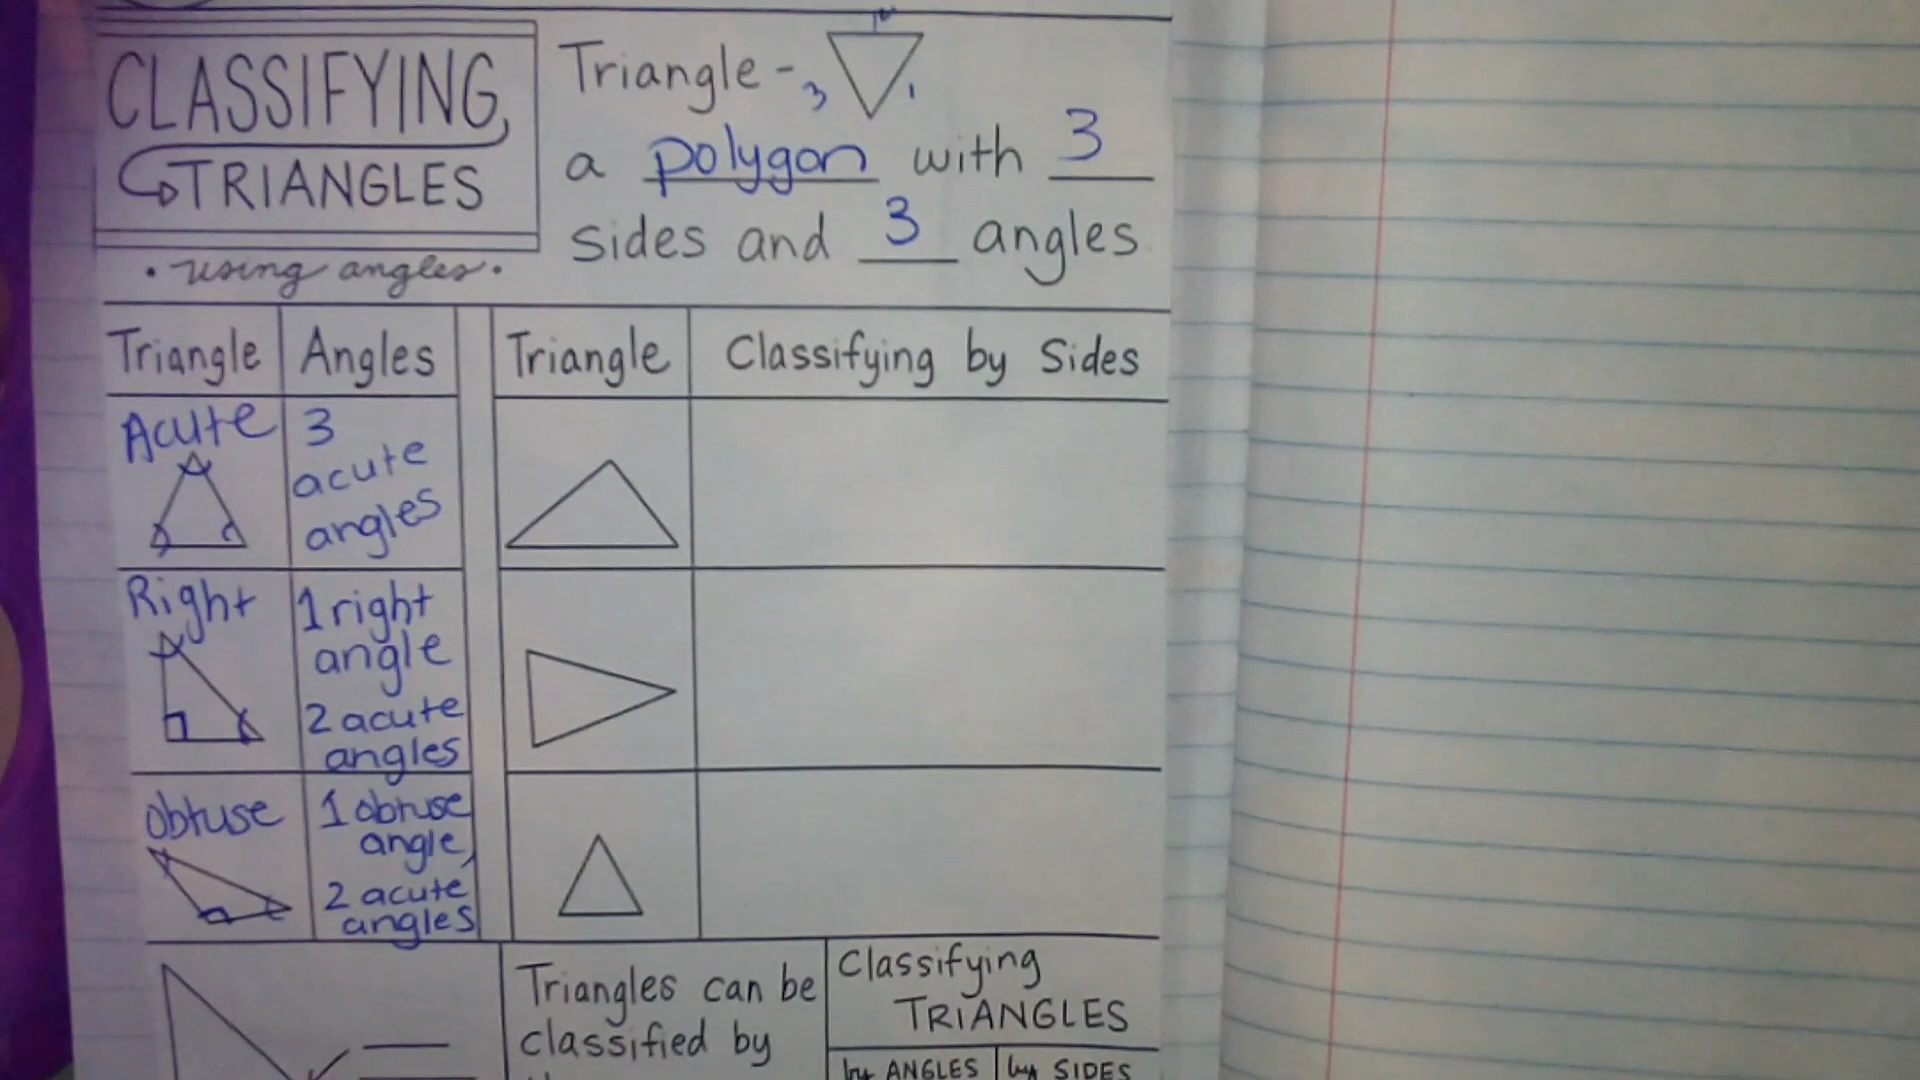 CLASSIFYING
TRIANGLES
• using angles •
Triangle - 3 1
a polygon with 3
sides and 3 angles
Triangle
Angles
Acute
3
acute
angles
Right
1 right
angle
2 acute
angles
Obtuse
1 obtuse
angle,
2 acute
angles
Triangle
Classifying by Sides
Triangles can be
classified by
Classifying
TRIANGLES
by ANGLES
by SIDES